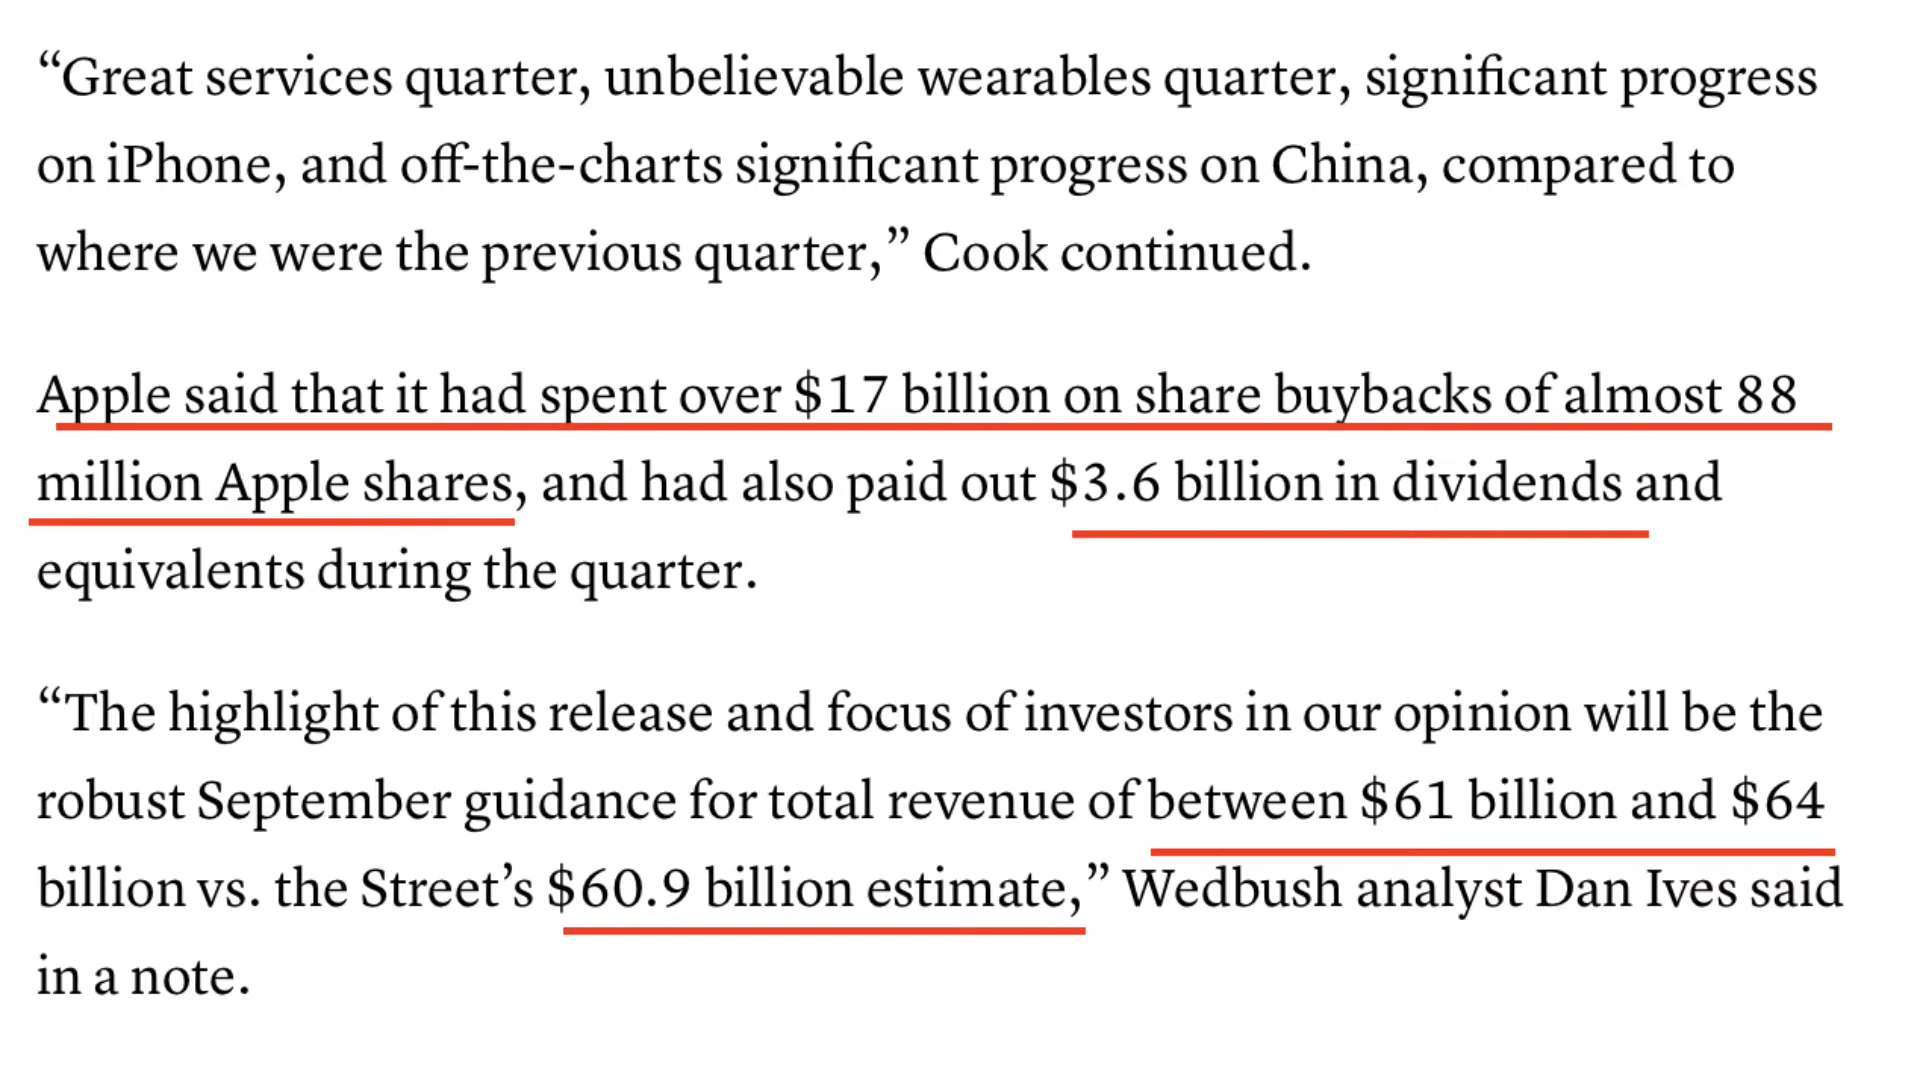 “Great services quarter, unbelievable wearables quarter, significant progress
on iPhone, and off-the-charts significant progress on China, compared to
where we were the previous quarter,” Cook continued.
Apple said that it had spent over $17 billion on share buybacks of almost 88
million Apple shares, and had also paid out $3.6 billion in dividends and
equivalents during the quarter.
“The highlight of this release and focus of investors in our opinion will be the
robust September guidance for total revenue of between $61 billion and $64
billion vs. the Street’s $60.9 billion estimate,” Wedbush analyst Dan Ives said
in a note.